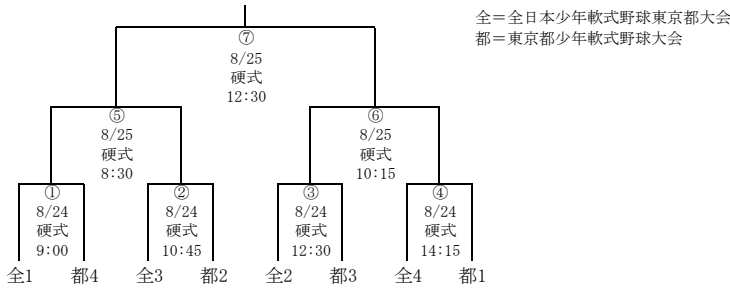 全＝全日本少年軟式野球東京都大会
都＝東京都少年軟式野球大会
⑦
8/25
硬式
12：30
⑤
8/25
硬式
8：30
⑥
8/25
硬式
10：15
①
8/24
硬式
9：00
②
8/24
硬式
10：45
③
8/24
硬式
12：30
④
8/24
硬式
14：15
全1 都4 全3 都2 全2 都3 全4 都1